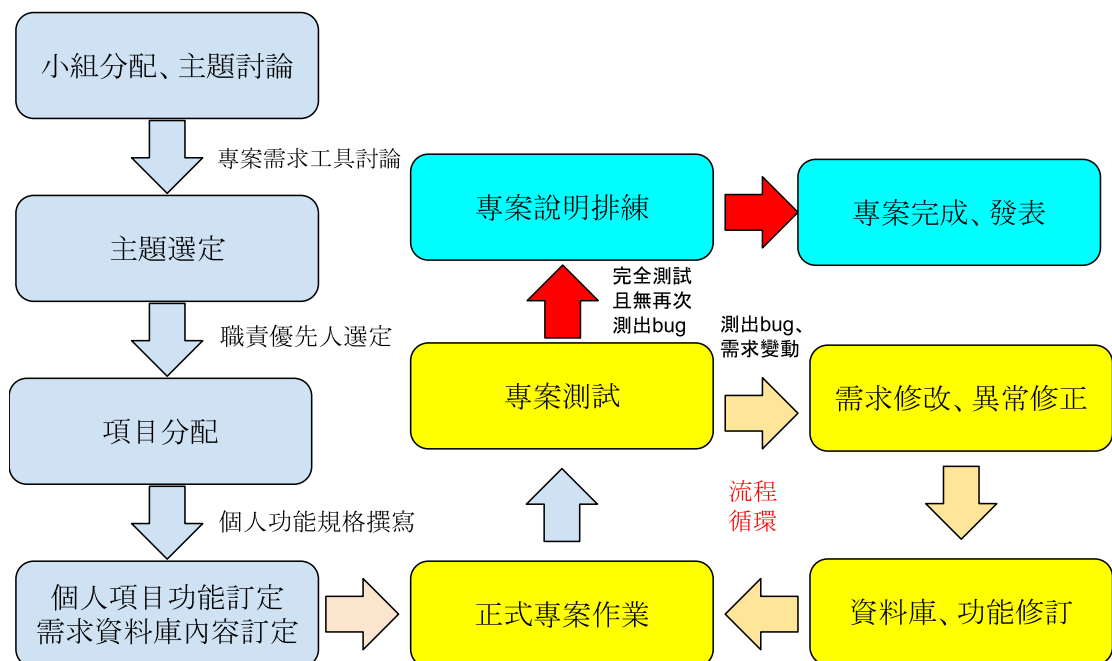 小組分配、主題討論
專案需求工具討論
主題選定
職責優先人選定
項目分配
個人功能規格撰寫
個人項目功能訂定
需求資料庫內容訂定
正式專案作業
專案測試
完全測試
且無再次
測出bug
專案說明排練
專案完成、發表
測出bug、
需求變動
需求修改、異常修正
流程
循環
資料庫、功能修訂